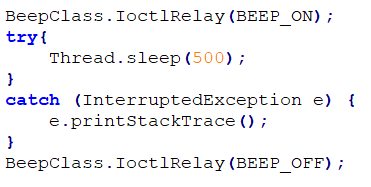 BeepClass.IoctlRelay(BEEP_ON);
try{
    Thread.sleep(500);
}
catch (InterruptedException e) {
    e.printStackTrace();
}
BeepClass.IoctlRelay(BEEP_OFF);